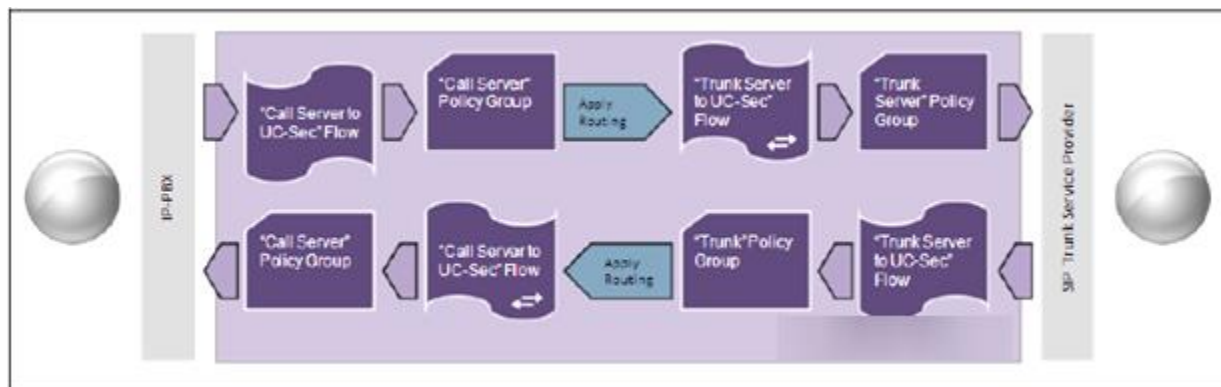 IP-PBX
"Call Server to
UC-Sec" Flow
"Call Server"
Policy Group
Apply
Routing
"Trunk Server
to UC-Sec"
Flow
"Trunk
Server" Policy
Group
SIP Trunk Service Provider
"Call Server"
Policy Group
"Call Server to
UC-Sec" Flow
Apply
Routing
"Trunk"Policy
Group
"Trunk Server
to UC-Sec"
Flow